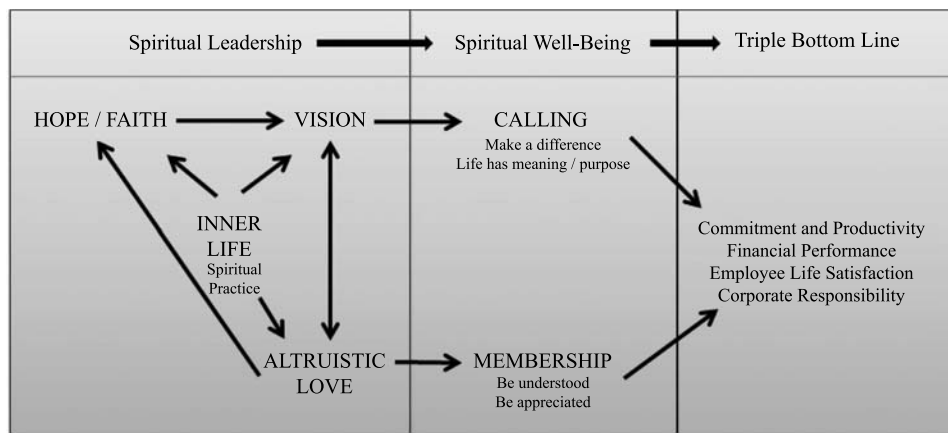 Spiritual Leadership
Spiritual Well-Being
Triple Bottom Line
HOPE / FAITH
VISION
CALLING
Make a difference
Life has meaning / purpose
INNER
LIFE
Spiritual
Practice
Commitment and Productivity
Financial Performance
Employee Life Satisfaction
Corporate Responsibility
ALTRUISTIC
LOVE
MEMBERSHIP
Be understood
Be appreciated